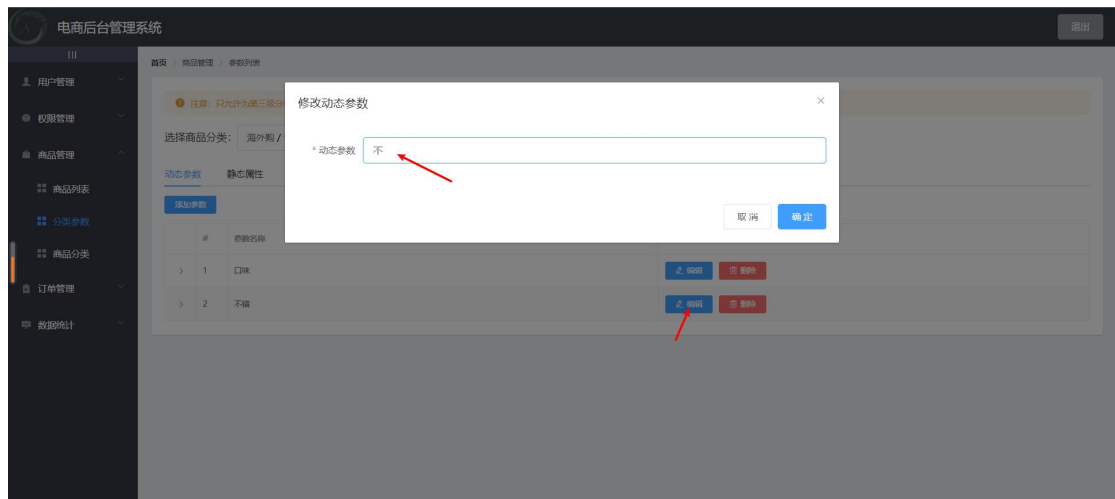 电商后台管理系统
退出
|||
首页 > 商品管理 > 参数列表
用户管理
权限管理
商品管理
商品列表
分类参数
商品分类
订单管理
数据统计
注意：只允许为第三级分
选择商品分类： 海外购 /
动态参数 静态属性
添加参数
# 参数名称
1 口味 编辑 删除
2 不错 编辑 删除
修改动态参数
* 动态参数 不
取 消 确 定